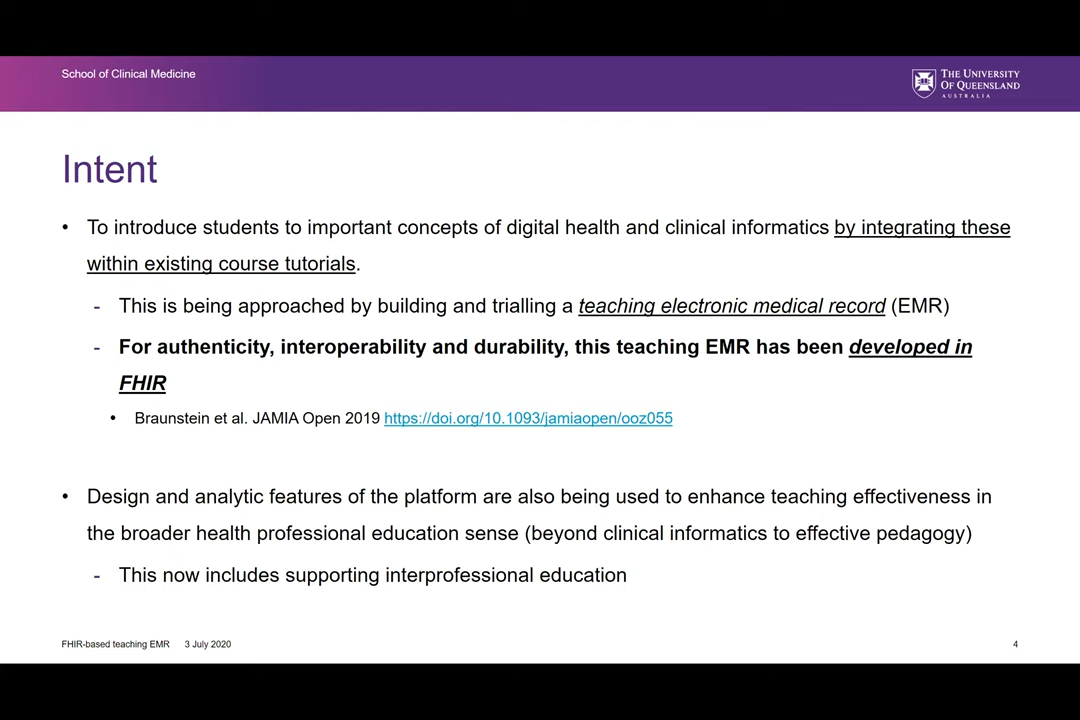 School of Clinical Medicine
THE UNIVERSITY
OF QUEENSLAND
AUSTRALIA
Intent
• To introduce students to important concepts of digital health and clinical informatics by integrating these
within existing course tutorials.
- This is being approached by building and trialling a teaching electronic medical record (EMR)
- For authenticity, interoperability and durability, this teaching EMR has been developed in
FHIR
• Braunstein et al. JAMIA Open 2019 https://doi.org/10.1093/jamiaopen/ooz055
• Design and analytic features of the platform are also being used to enhance teaching effectiveness in
the broader health professional education sense (beyond clinical informatics to effective pedagogy)
- This now includes supporting interprofessional education
FHIR-based teaching EMR 3 July 2020
4